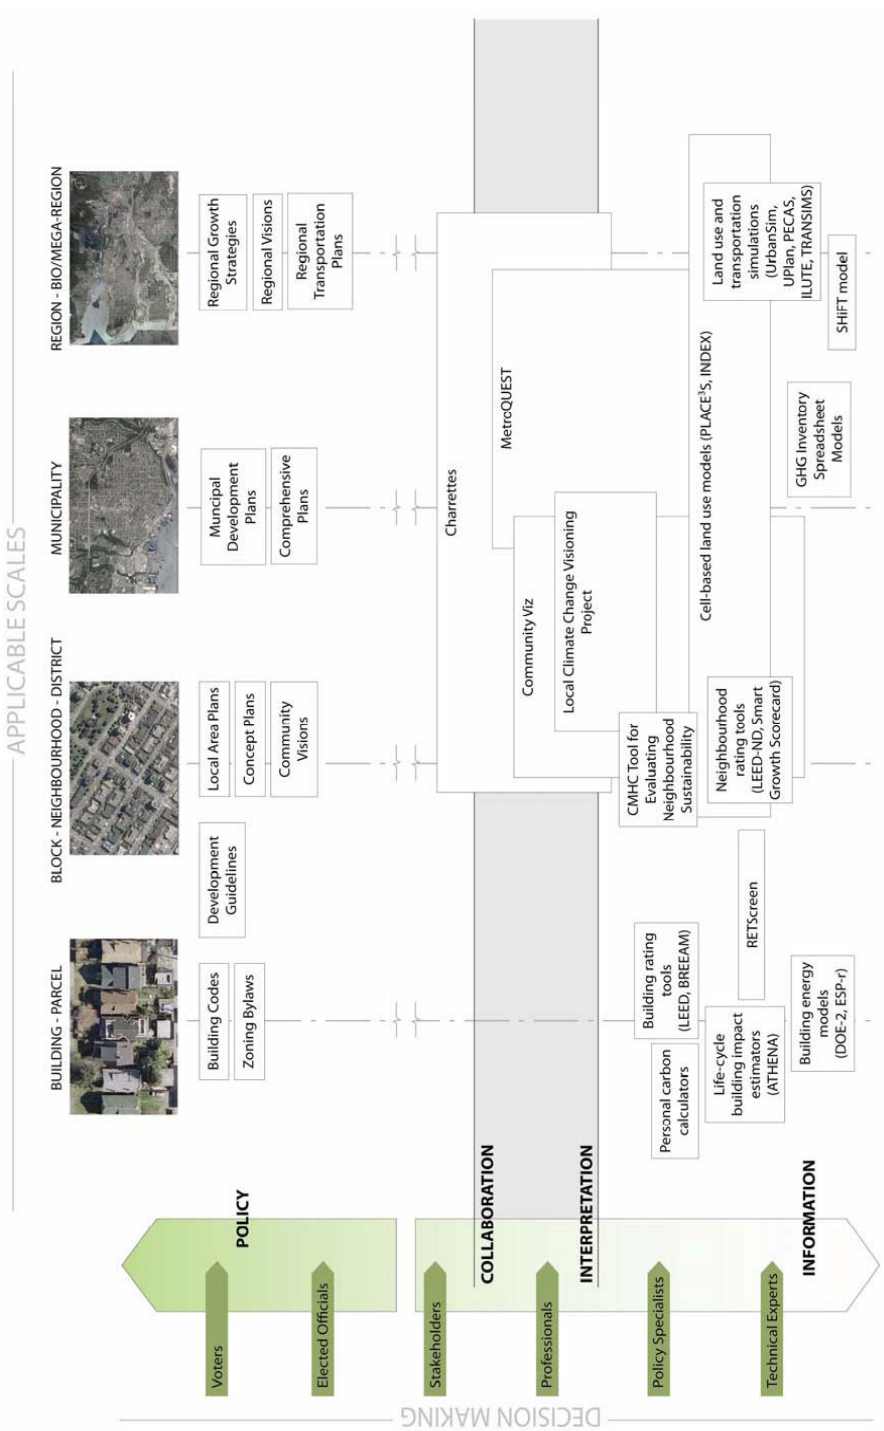 APPLICABLE SCALES
BUILDING - PARCEL
BLOCK - NEIGHBOURHOOD - DISTRICT
MUNICIPALITY
REGION - BIO/MEGA-REGION
DECISION MAKING
Voters
Elected Officials
Stakeholders
Professionals
Policy Specialists
Technical Experts
POLICY
COLLABORATION
INTERPRETATION
INFORMATION
Building Codes
Zoning Bylaws
Development
Guidelines
Local Area Plans
Concept Plans
Community
Visions
Muncipal
Development
Plans
Comprehensive
Plans
Regional Growth
Strategies
Regional Visions
Regional
Transportation
Plans
Charrettes
MetroQUEST
Community Viz
Local Climate Change Visioning
Project
CMHC Tool for
Evaluating
Neighbourhood
Sustainability
Cell-based land use models (PLACE³S, INDEX)
Neighbourhood
rating tools
(LEED-ND, Smart
Growth Scorecard)
Land use and
transportation
simulations
(UrbanSim,
UPlan, PECAS,
ILUTE, TRANSIMS)
SHiFT model
GHG Inventory
Spreadsheet
Models
RETScreen
Building rating
tools
(LEED, BREEAM)
Personal carbon
calculators
Life-cycle
building impact
estimators
(ATHENA)
Building energy
models
(DOE-2, ESP-r)